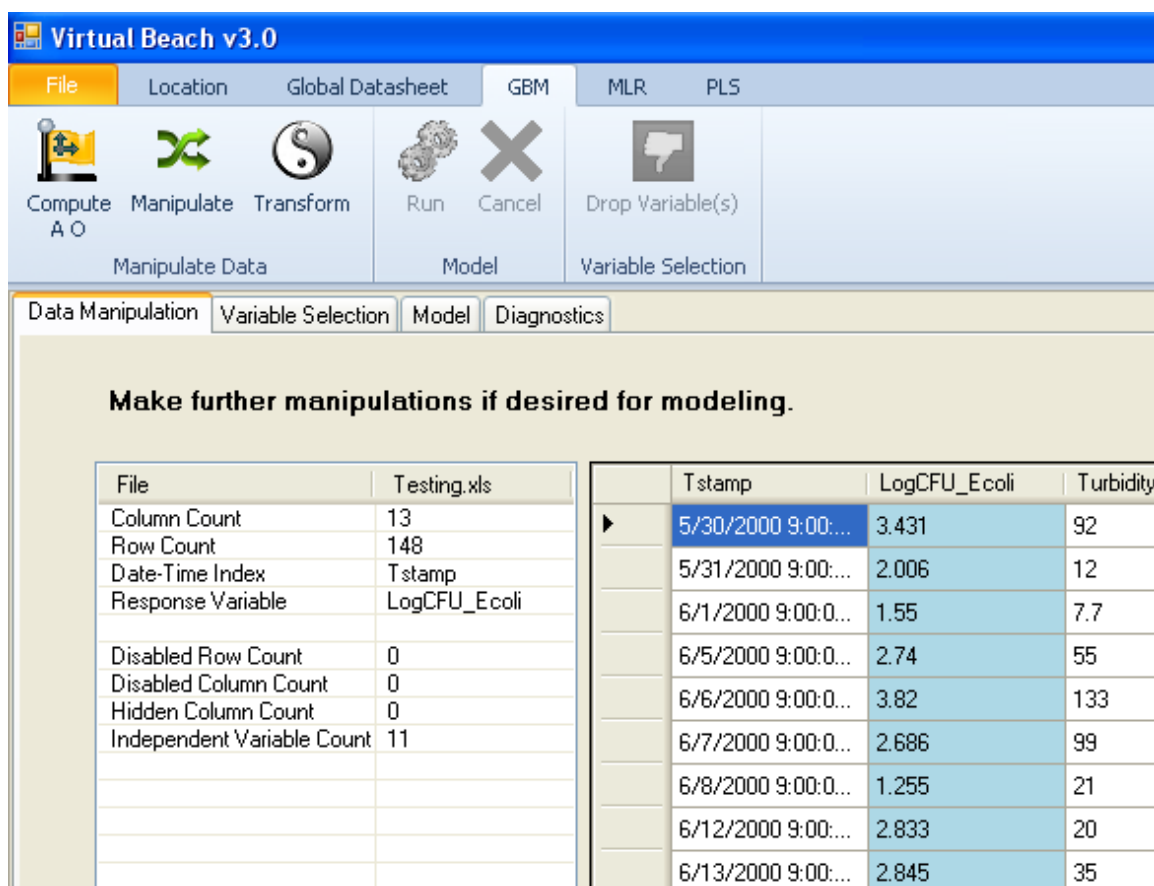 Virtual Beach v3.0
File Location Global Datasheet GBM MLR PLS
Compute A O Manipulate Transform Run Cancel Drop Variable(s)
Manipulate Data Model Variable Selection
Data Manipulation Variable Selection Model Diagnostics
Make further manipulations if desired for modeling.
File Testing.xls
Column Count 13
Row Count 148
Date-Time Index Tstamp
Response Variable LogCFU_Ecoli
Disabled Row Count 0
Disabled Column Count 0
Hidden Column Count 0
Independent Variable Count 11
Tstamp LogCFU_Ecoli Turbidity
5/30/2000 9:00:... 3.431 92
5/31/2000 9:00:... 2.006 12
6/1/2000 9:00:0... 1.55 7.7
6/5/2000 9:00:0... 2.74 55
6/6/2000 9:00:0... 3.82 133
6/7/2000 9:00:0... 2.686 99
6/8/2000 9:00:0... 1.255 21
6/12/2000 9:00:... 2.833 20
6/13/2000 9:00:... 2.845 35